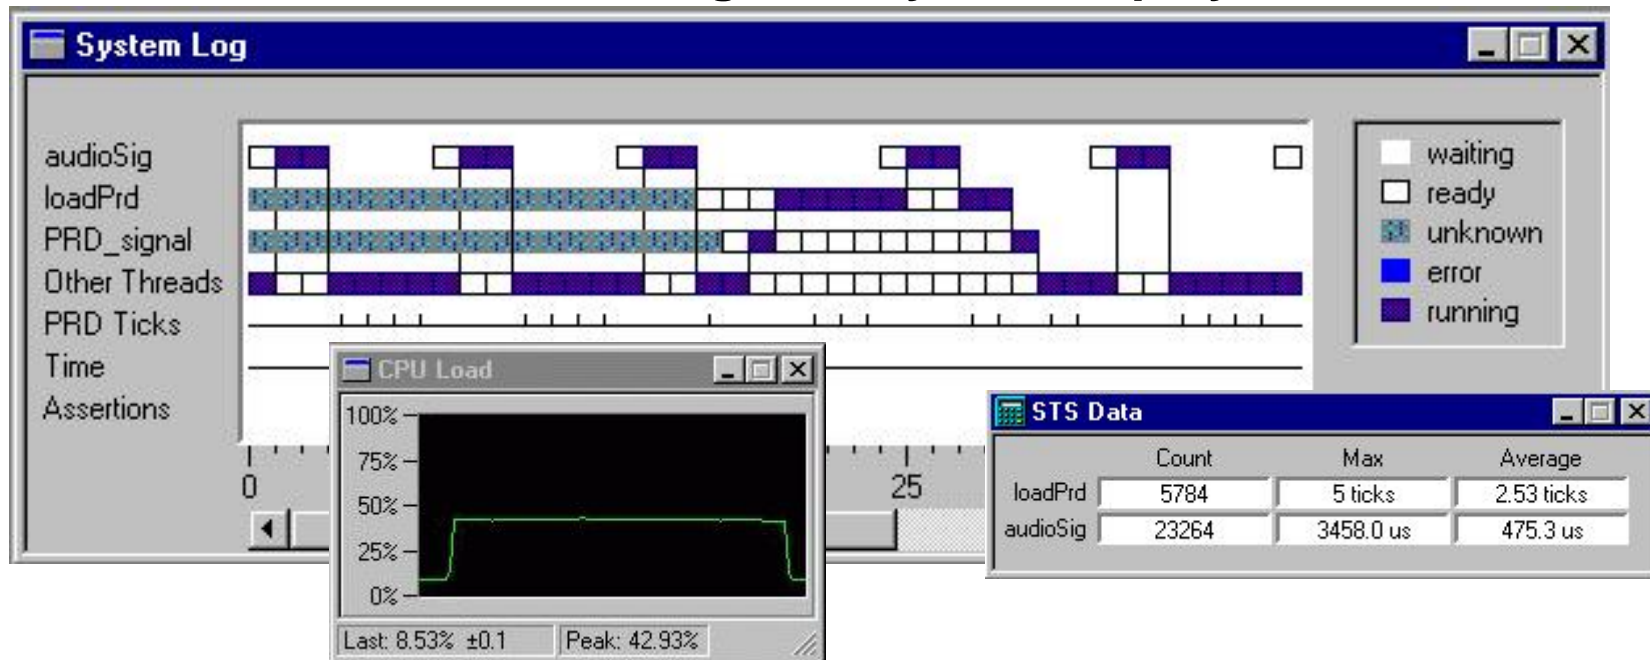 System Log
audioSig
loadPrd
PRD_signal
Other Threads
PRD Ticks
Time
Assertions
waiting
ready
unknown
error
running
0
25
CPU Load
100%
75%
50%
25%
0%
Last: 8.53% ±0.1
Peak: 42.93%
STS Data
Count Max Average
loadPrd 5784 5 ticks 2.53 ticks
audioSig 23264 3458.0 us 475.3 us